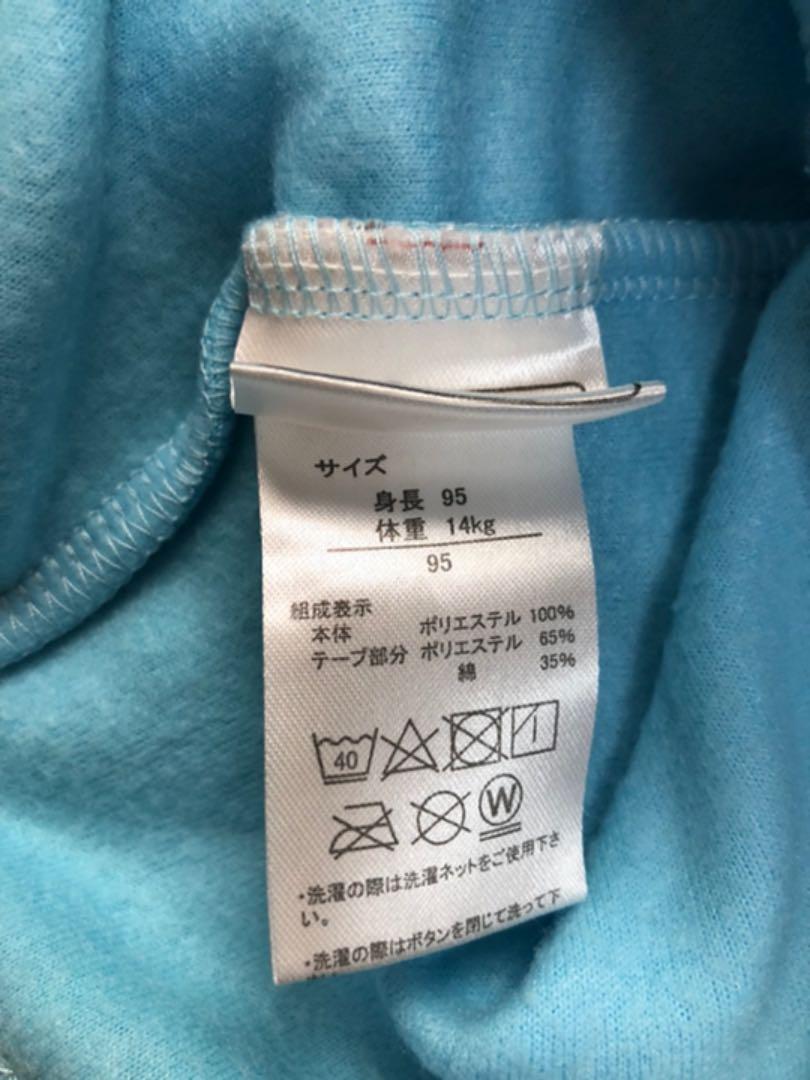 サイズ
身長 95
体重 14kg
95
組成表示
本体 ポリエステル 100%
テープ部分 ポリエステル 65%
綿 35%
40
W
・洗濯の際は洗濯ネットをご使用下さ
い。
・洗濯の際はボタンを閉じて洗って下